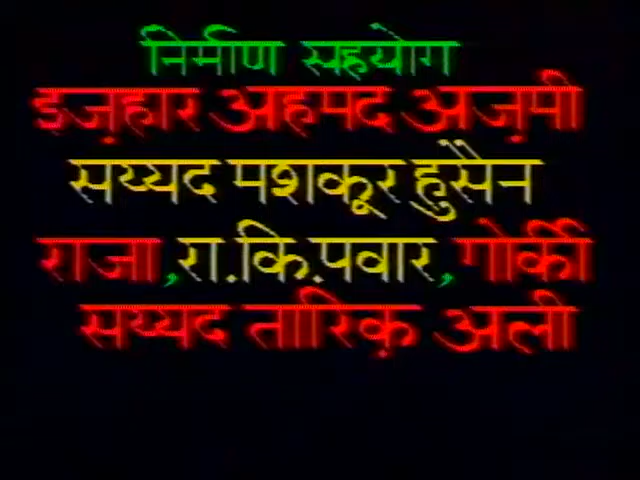 निर्माण सहयोग
इज़हार अहमद अज़मी
सय्यद मशकूर हुसैन
राजा, रा.कि.पवार, गोर्की
सय्यद तारिक़ अली